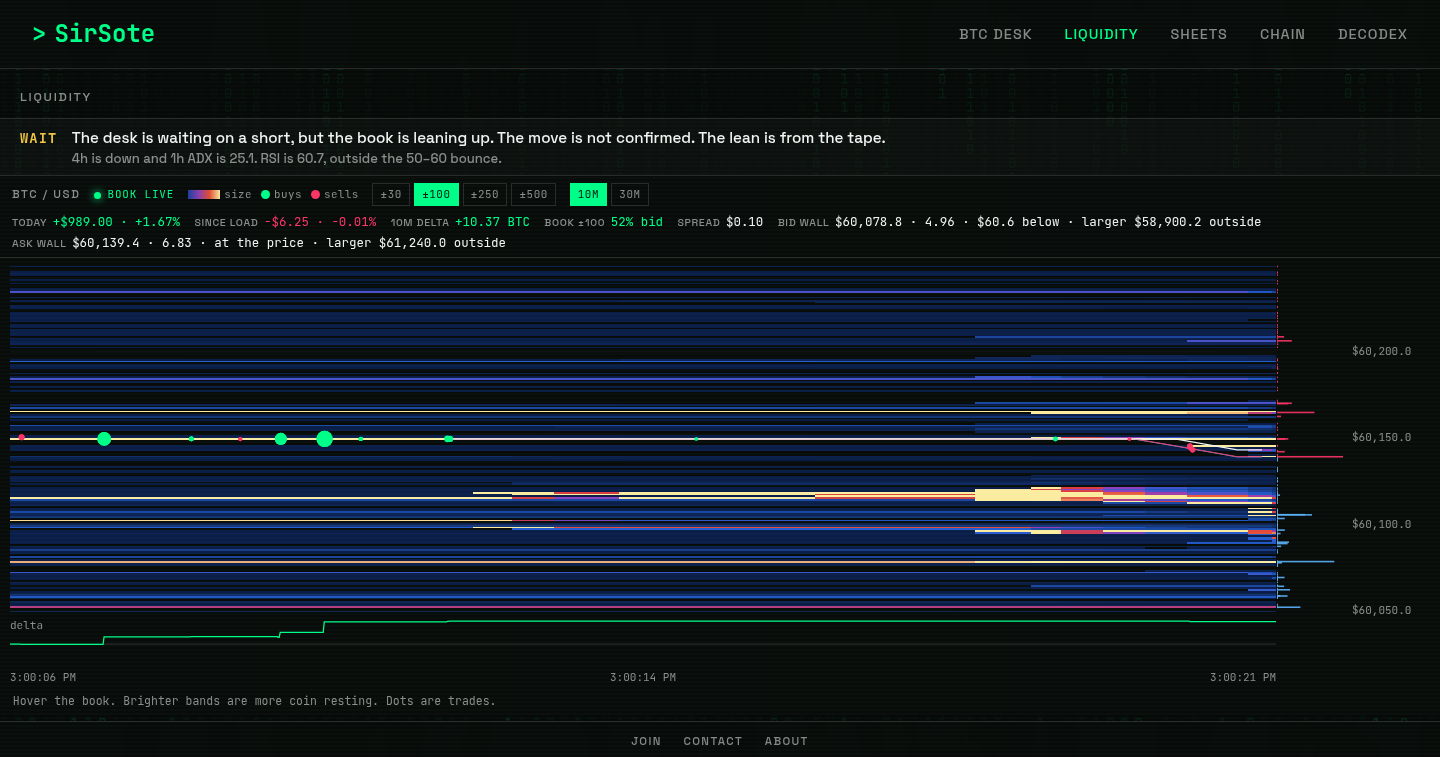 > SirSote
BTC DESK LIQUIDITY SHEETS CHAIN DECODEX
LIQUIDITY
WAIT The desk is waiting on a short, but the book is leaning up. The move is not confirmed. The lean is from the tape.
4h is down and 1h ADX is 25.1. RSI is 60.7, outside the 50–60 bounce.
BTC / USD BOOK LIVE size buys sells ±30 ±100 ±250 ±500 10M 30M
TODAY +$989.00 · +1.67% SINCE LOAD -$6.25 · -0.01% 10M DELTA +10.37 BTC BOOK ±100 52% bid SPREAD $0.10 BID WALL $60,078.8 · 4.96 · $60.6 below · larger $58,900.2 outside
ASK WALL $60,139.4 · 6.83 · at the price · larger $61,240.0 outside
$60,200.0
$60,150.0
$60,100.0
$60,050.0
delta
3:00:06 PM 3:00:14 PM 3:00:21 PM
Hover the book. Brighter bands are more coin resting. Dots are trades.
JOIN CONTACT ABOUT